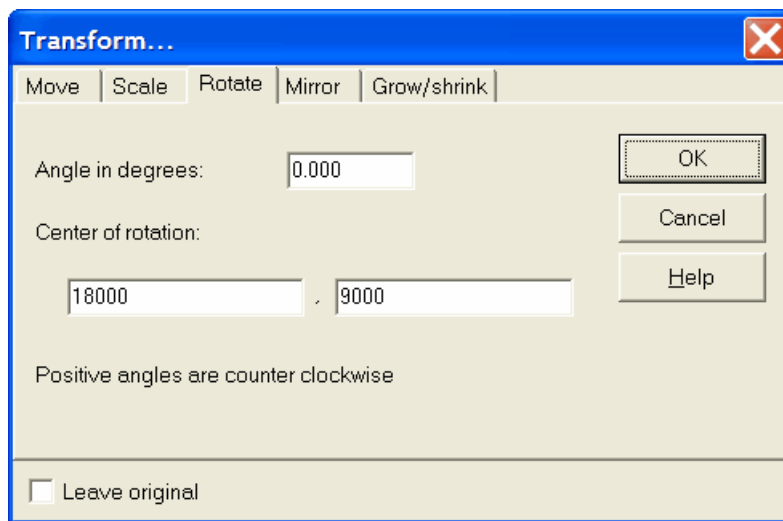 Transform...
Move Scale Rotate Mirror Grow/shrink
Angle in degrees: 0.000
OK
Center of rotation:
Cancel
18000 , 9000
Help
Positive angles are counter clockwise
Leave original